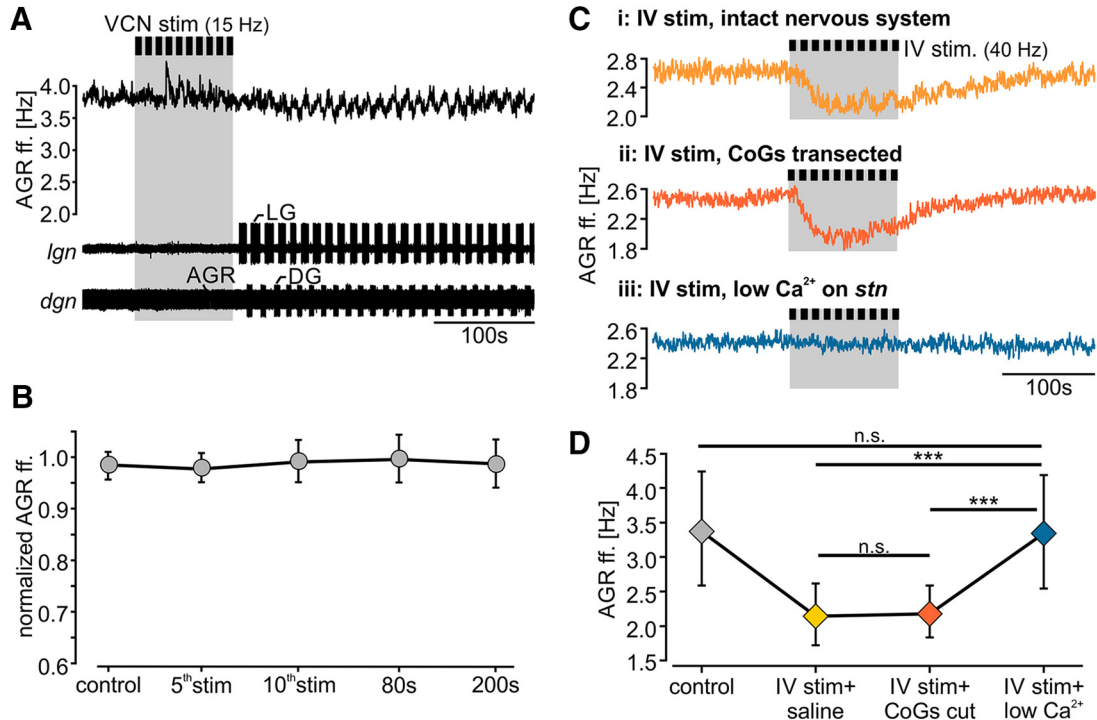 A
VCN stim (15 Hz)
AGR ff. [Hz]
4.0
3.5
3.0
2.5
2.0
LG
lgn
AGR
DG
dgn
100s
B
normalized AGR ff.
1.0
0.9
0.8
0.7
0.6
control
5th stim
10th stim
80s
200s
C
i: IV stim, intact nervous system
IV stim. (40 Hz)
2.8
2.4
2.0
ii: IV stim, CoGs transected
AGR ff. [Hz]
2.6
2.2
1.8
iii: IV stim, low Ca²⁺ on stn
2.6
2.2
1.8
100s
D
n.s.
***
***
n.s.
AGR ff. [Hz]
4.5
4.0
3.5
3.0
2.5
2.0
1.5
control
IV stim+
saline
IV stim+
CoGs cut
IV stim+
low Ca²⁺